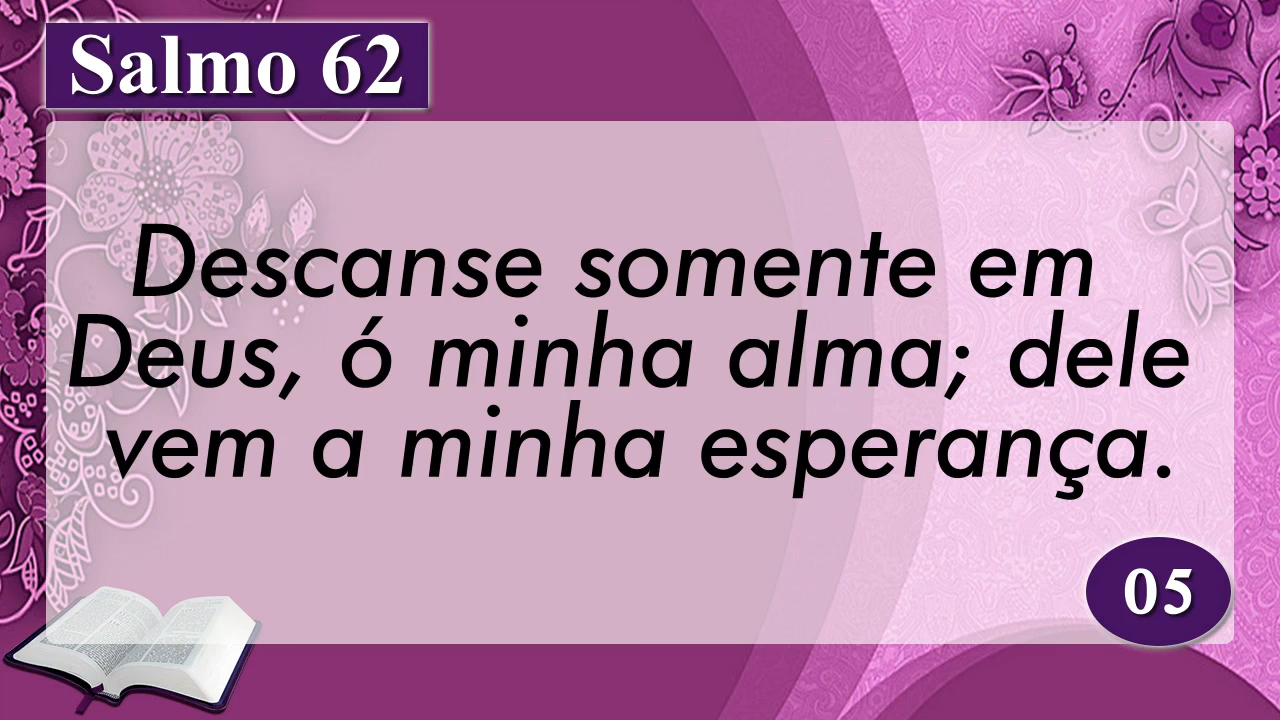 Salmo 62
Descanse somente em
Deus, ó minha alma; dele
vem a minha esperança.
05